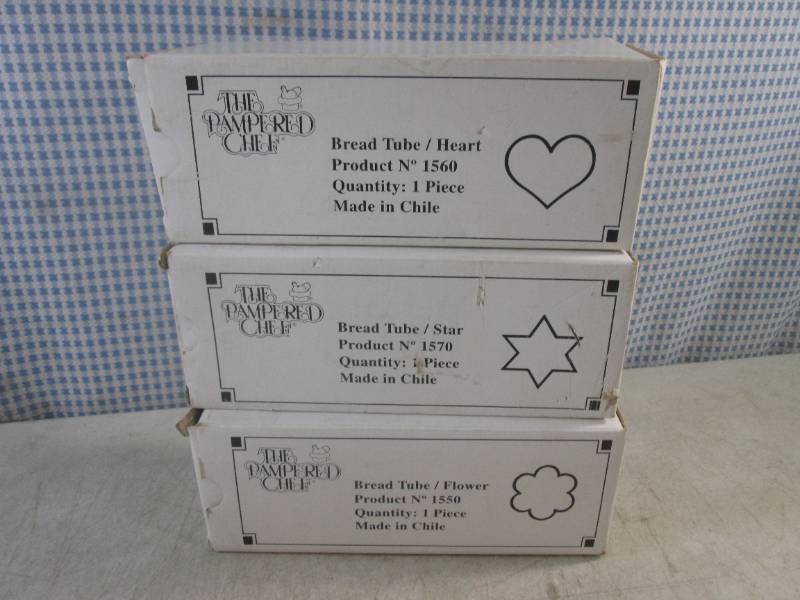 THE
PAMPERED
CHEF®
Bread Tube / Heart
Product Nº 1560
Quantity: 1 Piece
Made in Chile
THE
PAMPERED
CHEF®
Bread Tube / Star
Product Nº 1570
Quantity: 1 Piece
Made in Chile
THE
PAMPERED
CHEF®
Bread Tube / Flower
Product Nº 1550
Quantity: 1 Piece
Made in Chile